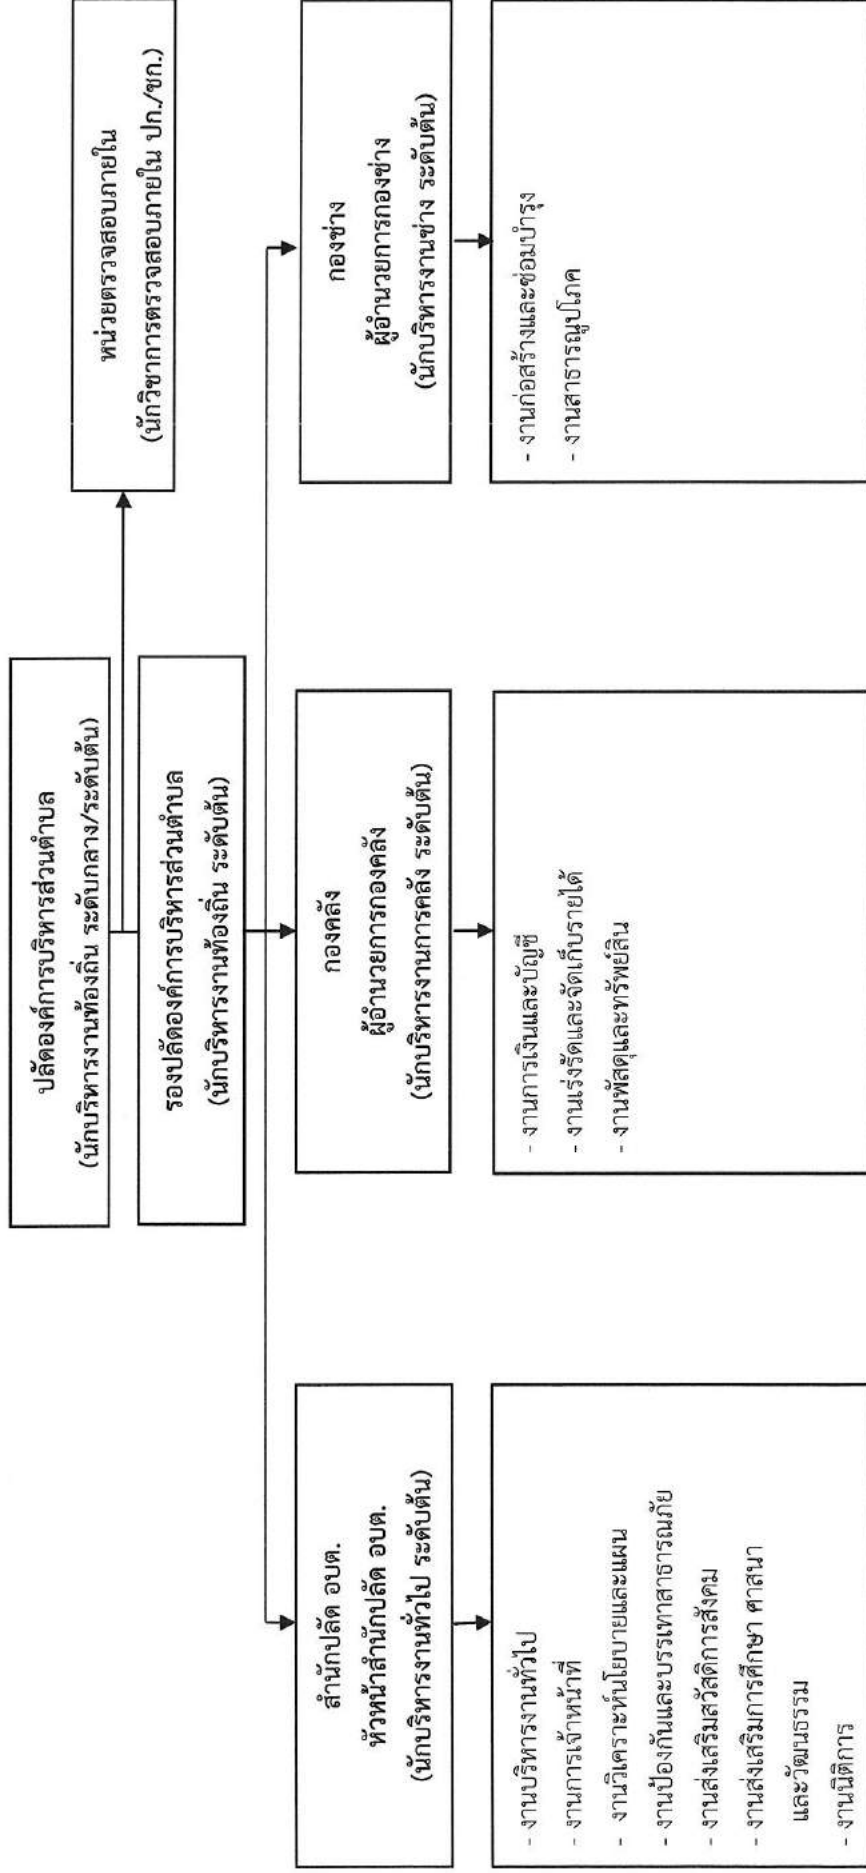 ปลัดองค์การบริหารส่วนตำบล
(นักบริหารงานท้องถิ่น ระดับกลาง/ระดับต้น)
หน่วยตรวจสอบภายใน
(นักวิชาการตรวจสอบภายใน ปก./ชก.)
รองปลัดองค์การบริหารส่วนตำบล
(นักบริหารงานท้องถิ่น ระดับต้น)
สำนักปลัด อบต.
หัวหน้าสำนักปลัด อบต.
(นักบริหารงานทั่วไป ระดับต้น)
กองคลัง
ผู้อำนวยการกองคลัง
(นักบริหารงานการคลัง ระดับต้น)
กองช่าง
ผู้อำนวยการกองช่าง
(นักบริหารงานช่าง ระดับต้น)
- งานบริหารงานทั่วไป
- งานการเจ้าหน้าที่
- งานวิเคราะห์นโยบายและแผน
- งานป้องกันและบรรเทาสาธารณภัย
- งานส่งเสริมสวัสดิการสังคม
- งานส่งเสริมการศึกษา ศาสนา
และวัฒนธรรม
- งานนิติการ
- งานการเงินและบัญชี
- งานเร่งรัดและจัดเก็บรายได้
- งานพัสดุและทรัพย์สิน
- งานก่อสร้างและซ่อมบำรุง
- งานสาธารณูปโภค